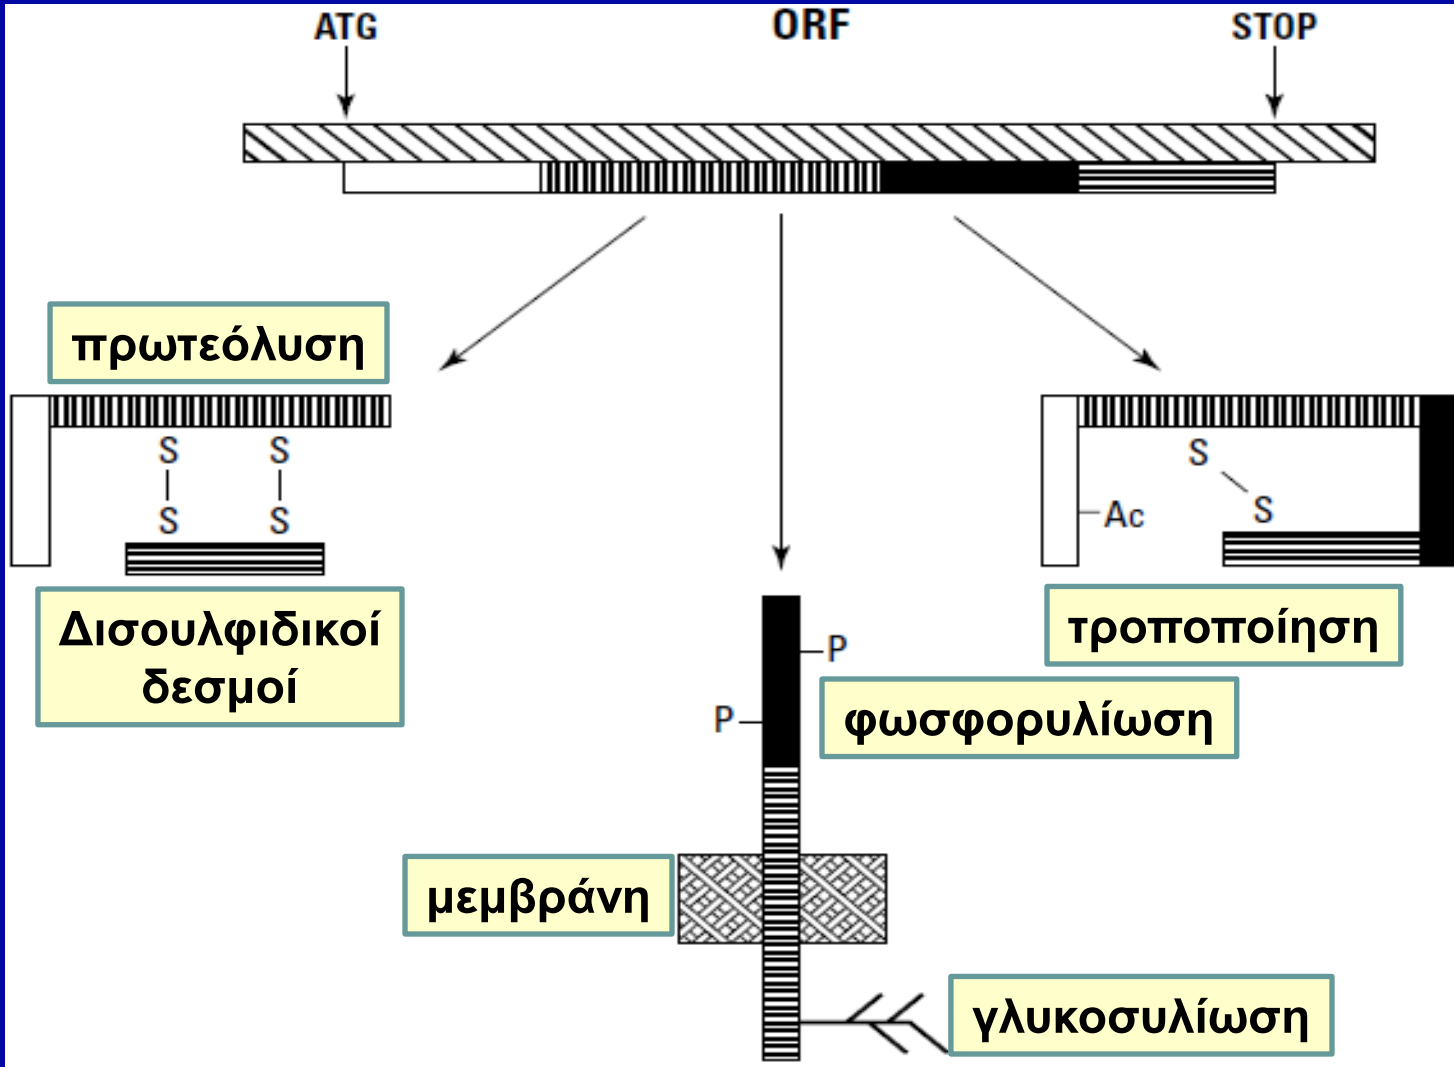 ATG ORF STOP
πρωτεόλυση
S S
S S
Δισουλφιδικοί
δεσμοί
S
S
Ac
τροποποίηση
P
P
φωσφορυλίωση
μεμβράνη
γλυκοσυλίωση